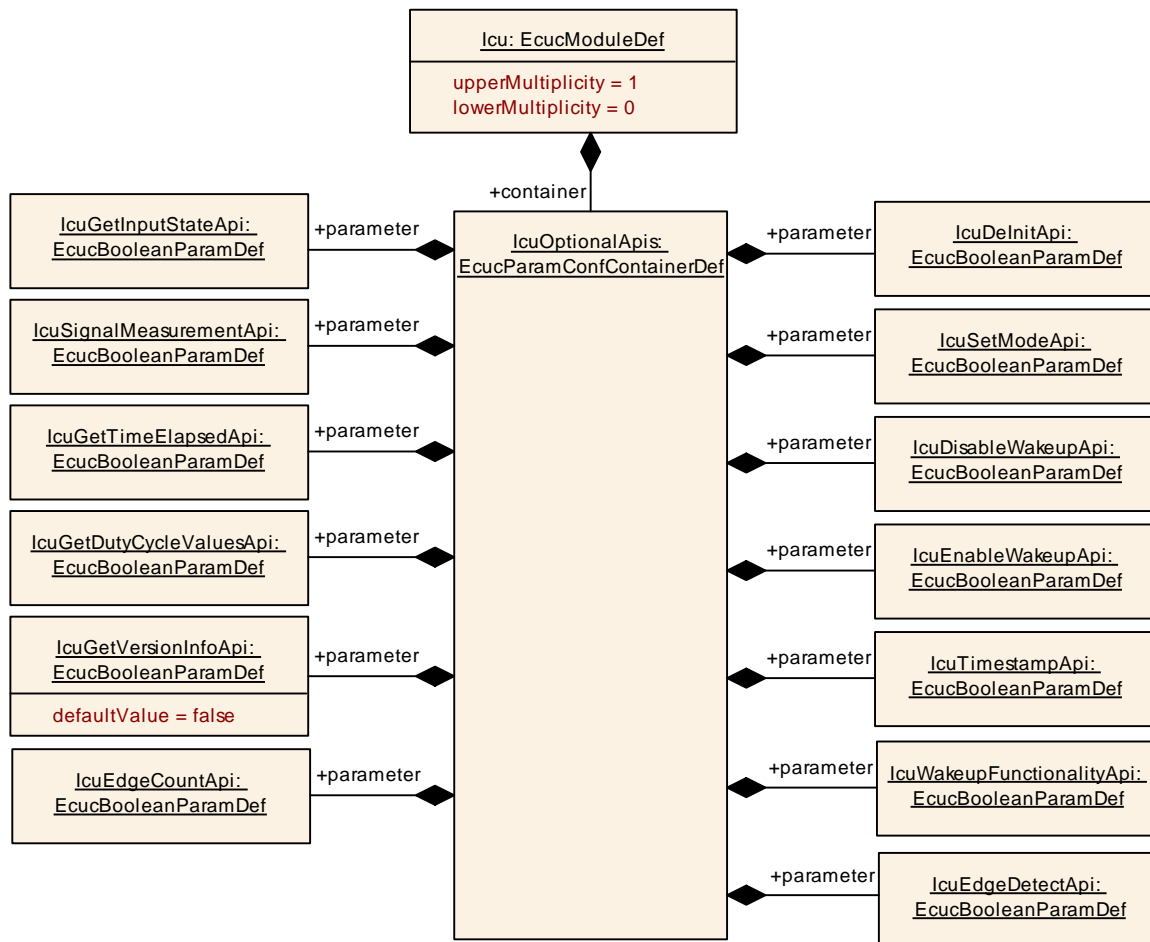 Icu: EcucModuleDef
upperMultiplicity = 1
lowerMultiplicity = 0
+container
IcuOptionalApis:
EcucParamConfContainerDef
IcuGetInputStateApi:
EcucBooleanParamDef
+parameter
IcuSignalMeasurementApi:
EcucBooleanParamDef
+parameter
IcuGetTimeElapsedApi:
EcucBooleanParamDef
+parameter
IcuGetDutyCycleValuesApi:
EcucBooleanParamDef
+parameter
IcuGetVersionInfoApi:
EcucBooleanParamDef
defaultValue = false
+parameter
IcuEdgeCountApi:
EcucBooleanParamDef
+parameter
+parameter
IcuDeInitApi:
EcucBooleanParamDef
+parameter
IcuSetModeApi:
EcucBooleanParamDef
+parameter
IcuDisableWakeupApi:
EcucBooleanParamDef
+parameter
IcuEnableWakeupApi:
EcucBooleanParamDef
+parameter
IcuTimestampApi:
EcucBooleanParamDef
+parameter
IcuWakeupFunctionalityApi:
EcucBooleanParamDef
+parameter
IcuEdgeDetectApi:
EcucBooleanParamDef